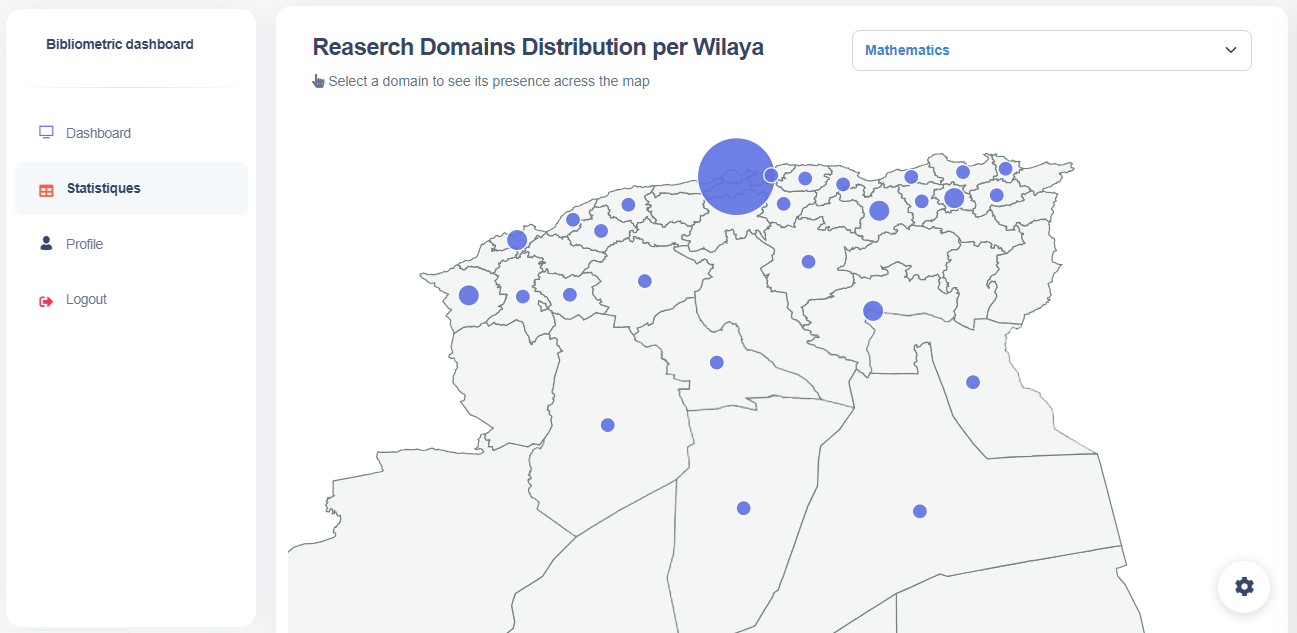 Bibliometric dashboard
Dashboard
Statistiques
Profile
Logout
Reaserch Domains Distribution per Wilaya
Select a domain to see its presence acress the map
Mathematics